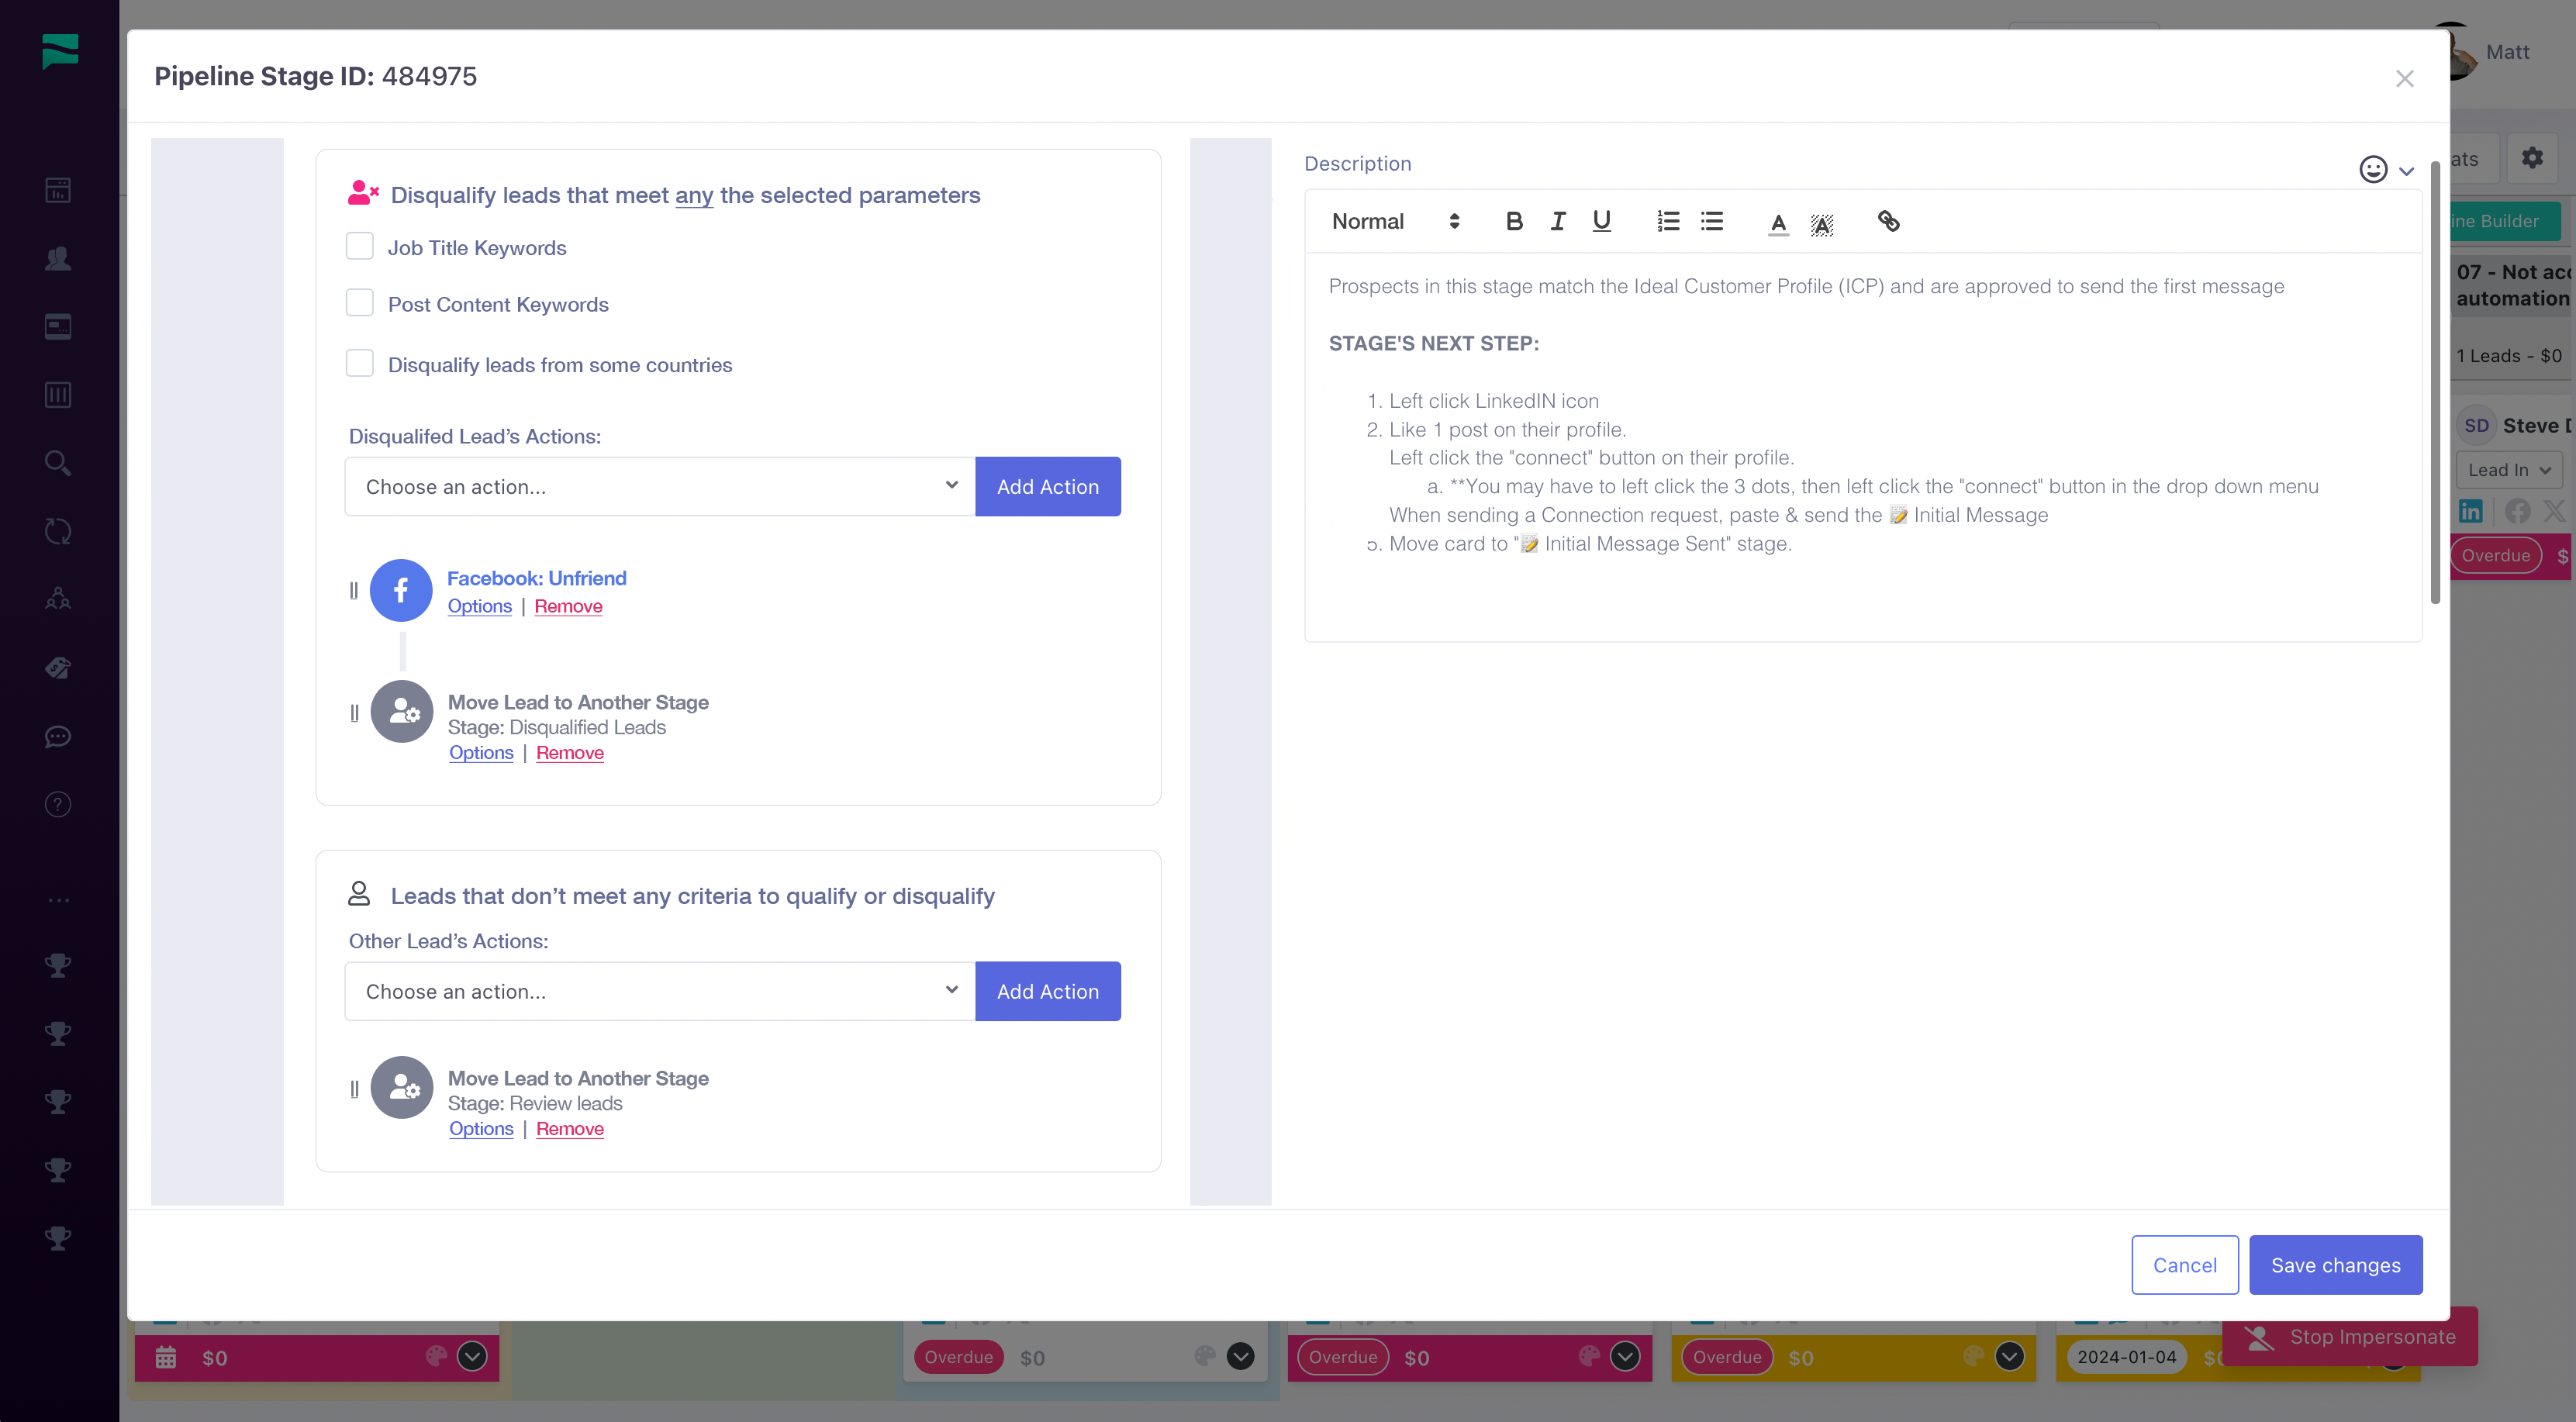 Matt
Pipeline Stage ID: 484975
Disqualify leads that meet any the selected parameters
Job Title Keywords
Post Content Keywords
Disqualify leads from some countries
Disqualifed Lead’s Actions:
Choose an action...
Add Action
Facebook: Unfriend
Options | Remove
Move Lead to Another Stage
Stage: Disqualified Leads
Options | Remove
Leads that don’t meet any criteria to qualify or disqualify
Other Lead’s Actions:
Choose an action...
Add Action
Move Lead to Another Stage
Stage: Review leads
Options | Remove
Description
Normal
Prospects in this stage match the Ideal Customer Profile (ICP) and are approved to send the first message
STAGE'S NEXT STEP:
1. Left click LinkedIN icon
2. Like 1 post on their profile.
Left click the "connect" button on their profile.
a. **You may have to left click the 3 dots, then left click the "connect" button in the drop down menu
When sending a Connection request, paste & send the 📝 Initial Message
5. Move card to "📝 Initial Message Sent" stage.
Cancel
Save changes
ats
ine Builder
07 - Not acc
automation
1 Leads - $0
SD Steve D
Lead In
Overdue $
$0
Overdue $0
Overdue $0
Overdue $0
2024-01-04 $0
Stop Impersonate